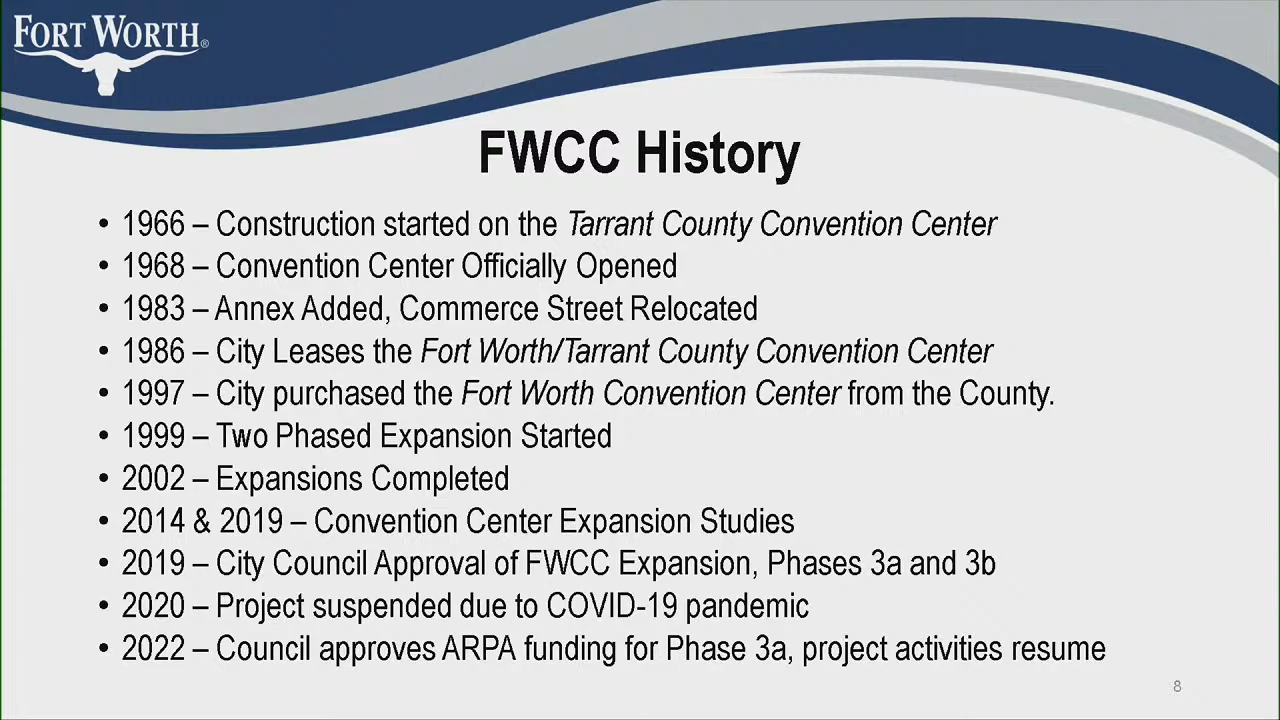 FORT WORTH®
FWCC History
• 1966 – Construction started on the Tarrant County Convention Center
• 1968 – Convention Center Officially Opened
• 1983 – Annex Added, Commerce Street Relocated
• 1986 – City Leases the Fort Worth/Tarrant County Convention Center
• 1997 – City purchased the Fort Worth Convention Center from the County.
• 1999 – Two Phased Expansion Started
• 2002 – Expansions Completed
• 2014 & 2019 – Convention Center Expansion Studies
• 2019 – City Council Approval of FWCC Expansion, Phases 3a and 3b
• 2020 – Project suspended due to COVID-19 pandemic
• 2022 – Council approves ARPA funding for Phase 3a, project activities resume
8